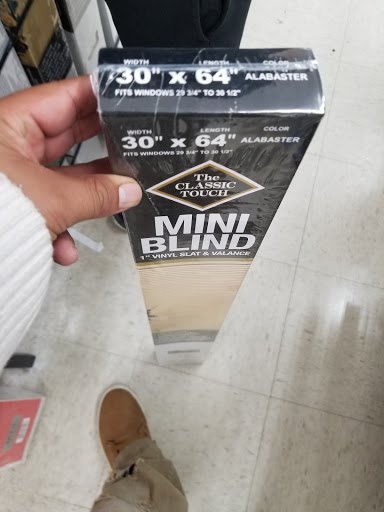 WIDTH LENGTH COLOR
30" X 64" ALABASTER
FITS WINDOWS 29 3/4" TO 30 1/2"
WIDTH LENGTH COLOR
30" X 64" ALABASTER
FITS WINDOWS 29 3/4" TO 30 1/2"
The
CLASSIC
TOUCH
MINI
BLIND
1" VINYL SLAT & VALANCE